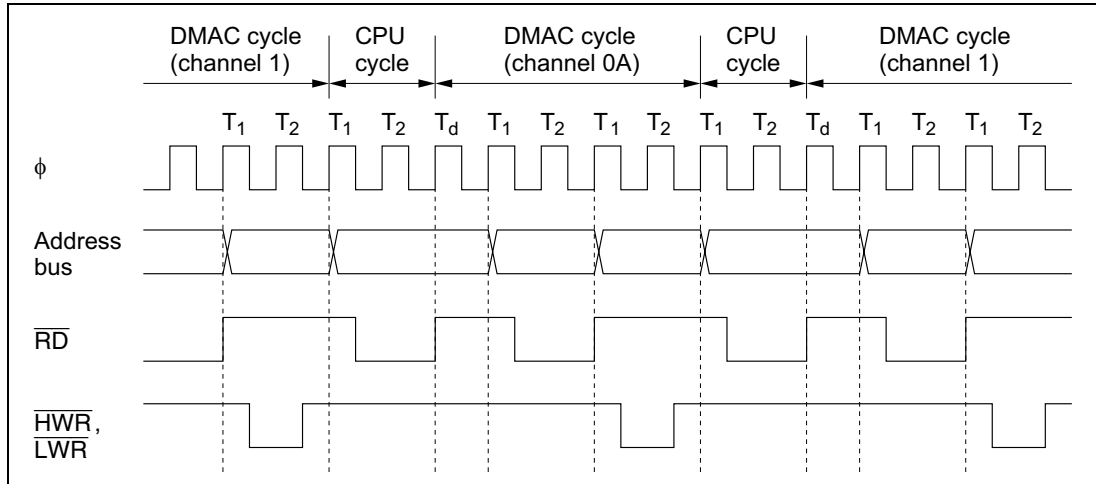 DMAC cycle
(channel 1)
CPU
cycle
DMAC cycle
(channel 0A)
CPU
cycle
DMAC cycle
(channel 1)
T1 T2 T1 T2 Td T1 T2 T1 T2 T1 T2 Td T1 T2 T1 T2
ϕ
Address
bus
RD
HWR,
LWR